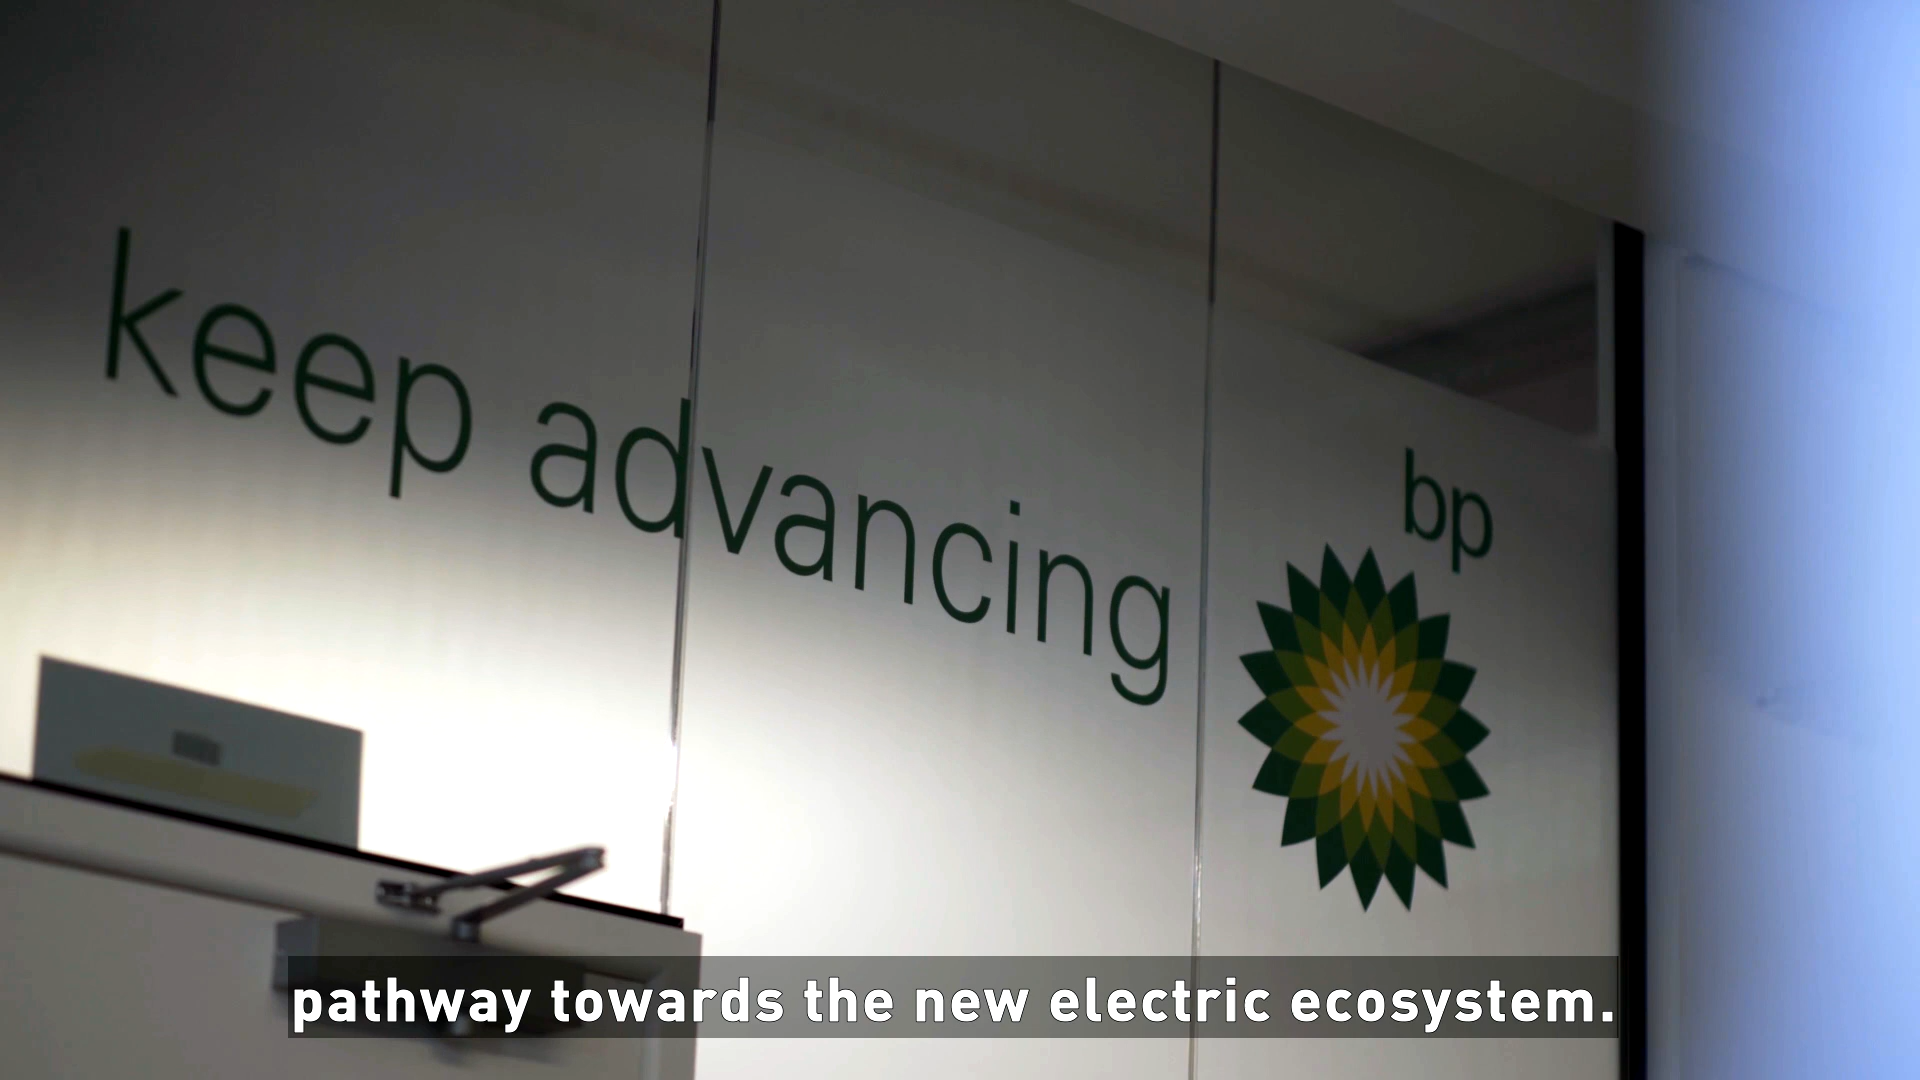 keep advancing
bp
pathway towards the new electric ecosystem.